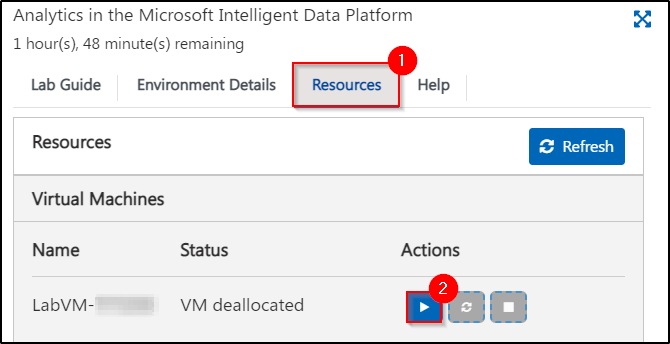 Analytics in the Microsoft Intelligent Data Platform
1 hour(s), 48 minute(s) remaining
1
Lab Guide Environment Details Resources Help
Resources Refresh
Virtual Machines
Name Status Actions
2
LabVM- VM deallocated